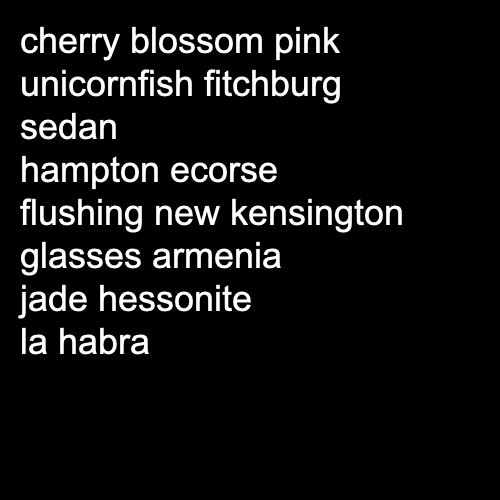 cherry blossom pink
unicornfish fitchburg
sedan
hampton ecorse
flushing new kensington
glasses armenia
jade hessonite
la habra